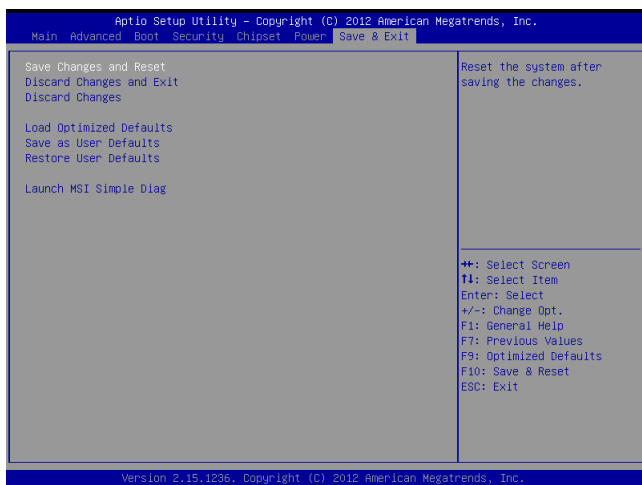 Aptio Setup Utility – Copyright (C) 2012 American Megatrends, Inc.
Main Advanced Boot Security Chipset Power Save & Exit
Save Changes and Reset
Discard Changes and Exit
Discard Changes
Load Optimized Defaults
Save as User Defaults
Restore User Defaults
Launch MSI Simple Diag
Reset the system after
saving the changes.
→←: Select Screen
↑↓: Select Item
Enter: Select
+/-: Change Opt.
F1: General Help
F7: Previous Values
F9: Optimized Defaults
F10: Save & Reset
ESC: Exit
Version 2.15.1236. Copyright (C) 2012 American Megatrends, Inc.